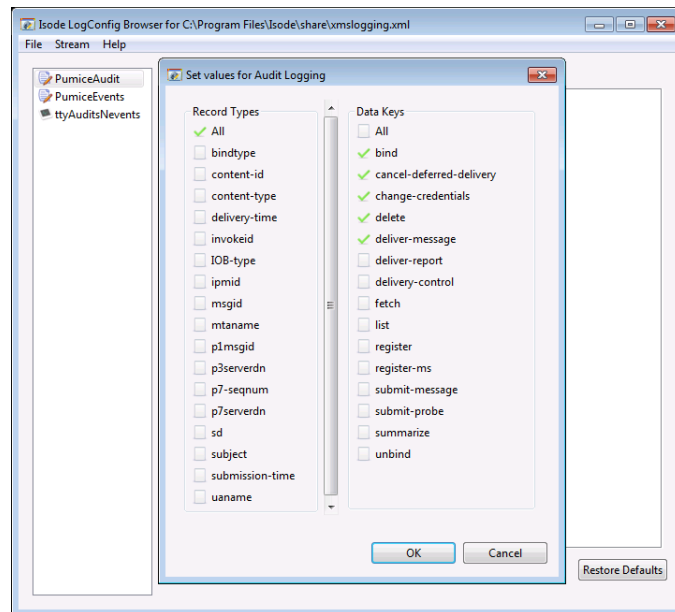 Isode LogConfig Browser for C:\Program Files\Isode\share\xmslogging.xml
File Stream Help
PumiceAudit
PumiceEvents
ttyAuditsNevents
Set values for Audit Logging
Record Types
All
bindtype
content-id
content-type
delivery-time
invokeid
IOB-type
ipmid
msgid
mtaname
p1msgid
p3serverdn
p7-seqnum
p7serverdn
sd
subject
submission-time
uaname
Data Keys
All
bind
cancel-deferred-delivery
change-credentials
delete
deliver-message
deliver-report
delivery-control
fetch
list
register
register-ms
submit-message
submit-probe
summarize
unbind
OK Cancel
Restore Defaults